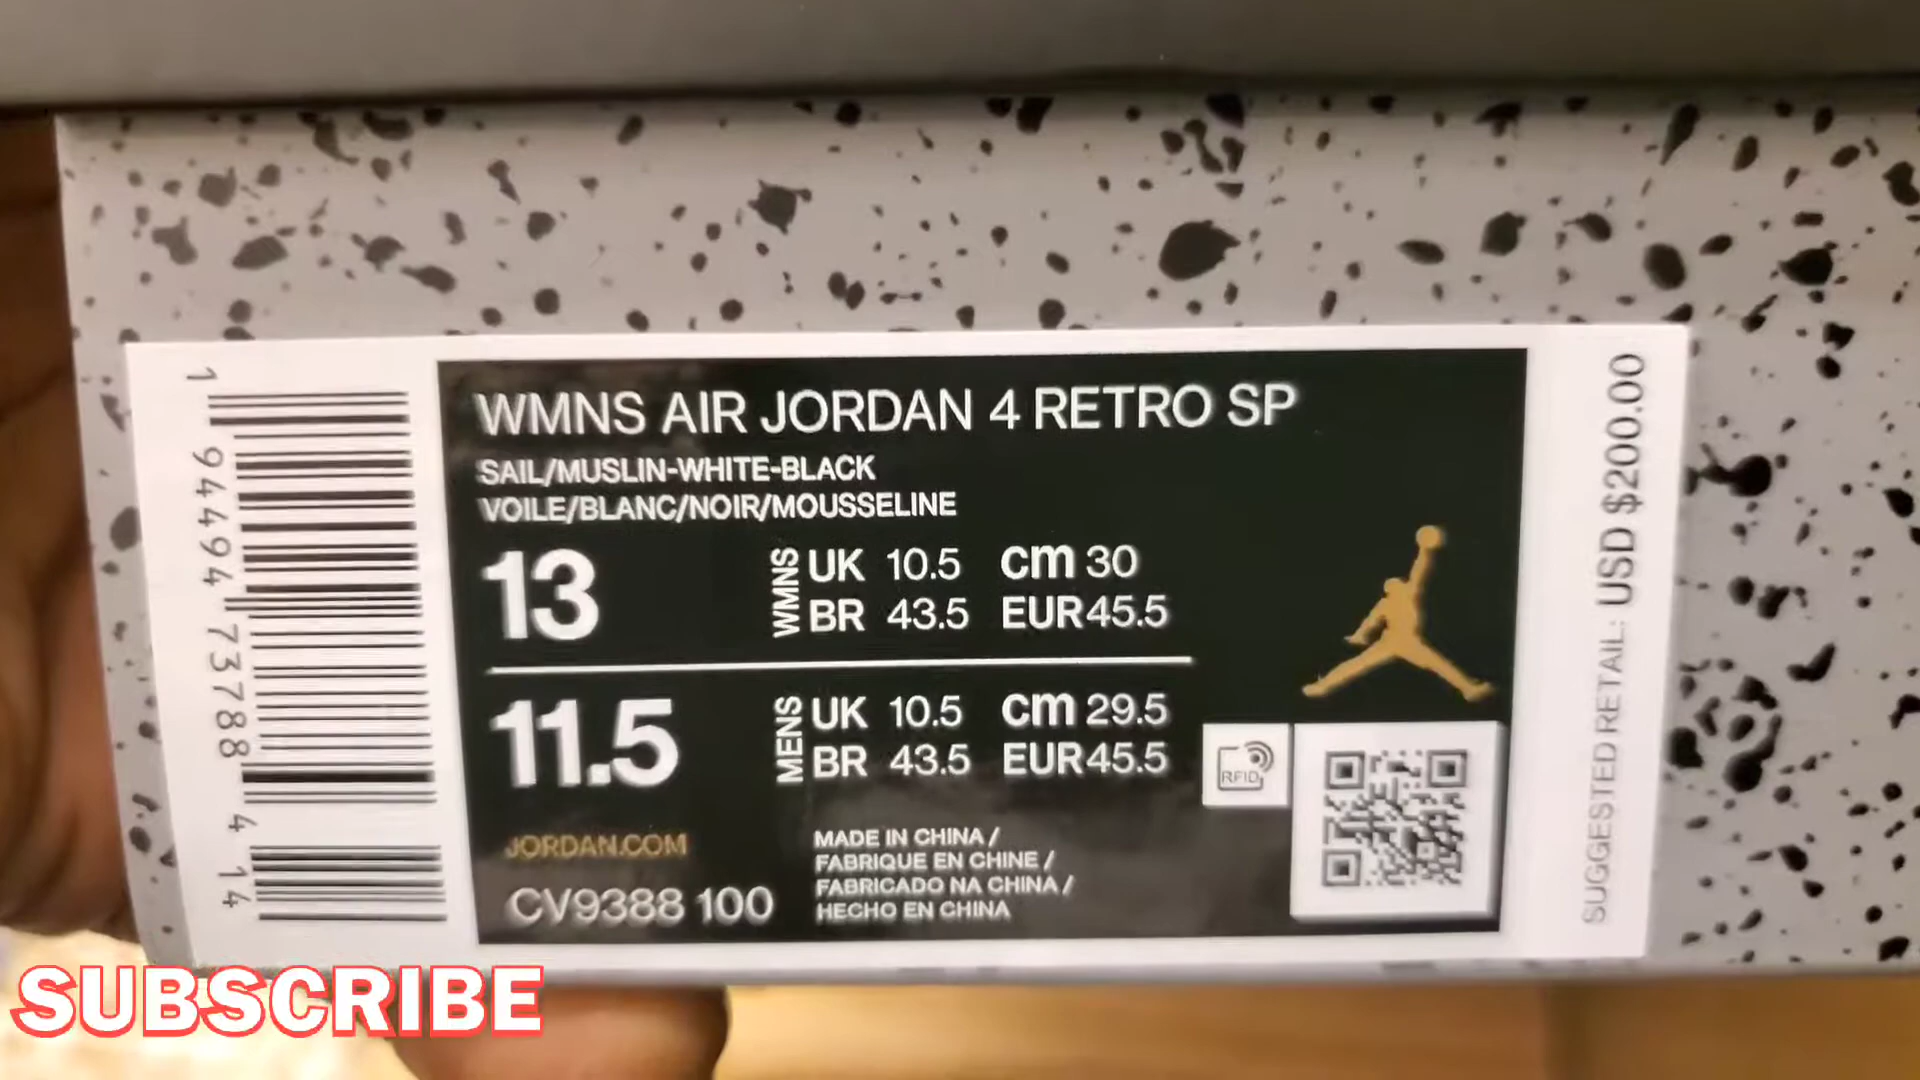 WMNS AIR JORDAN 4 RETRO SP
SAIL/MUSLIN-WHITE-BLACK
VOILE/BLANC/NOIR/MOUSSELINE
13 WMNS UK 10.5 cm 30
BR 43.5 EUR 45.5
11.5 MENS UK 10.5 cm 29.5
BR 43.5 EUR 45.5
JORDAN.COM
CV9388 100
MADE IN CHINA /
FABRIQUE EN CHINE /
FABRICADO NA CHINA /
HECHO EN CHINA
RFID
1 94494 73788 4 14
SUGGESTED RETAIL: USD $200.00
SUBSCRIBE